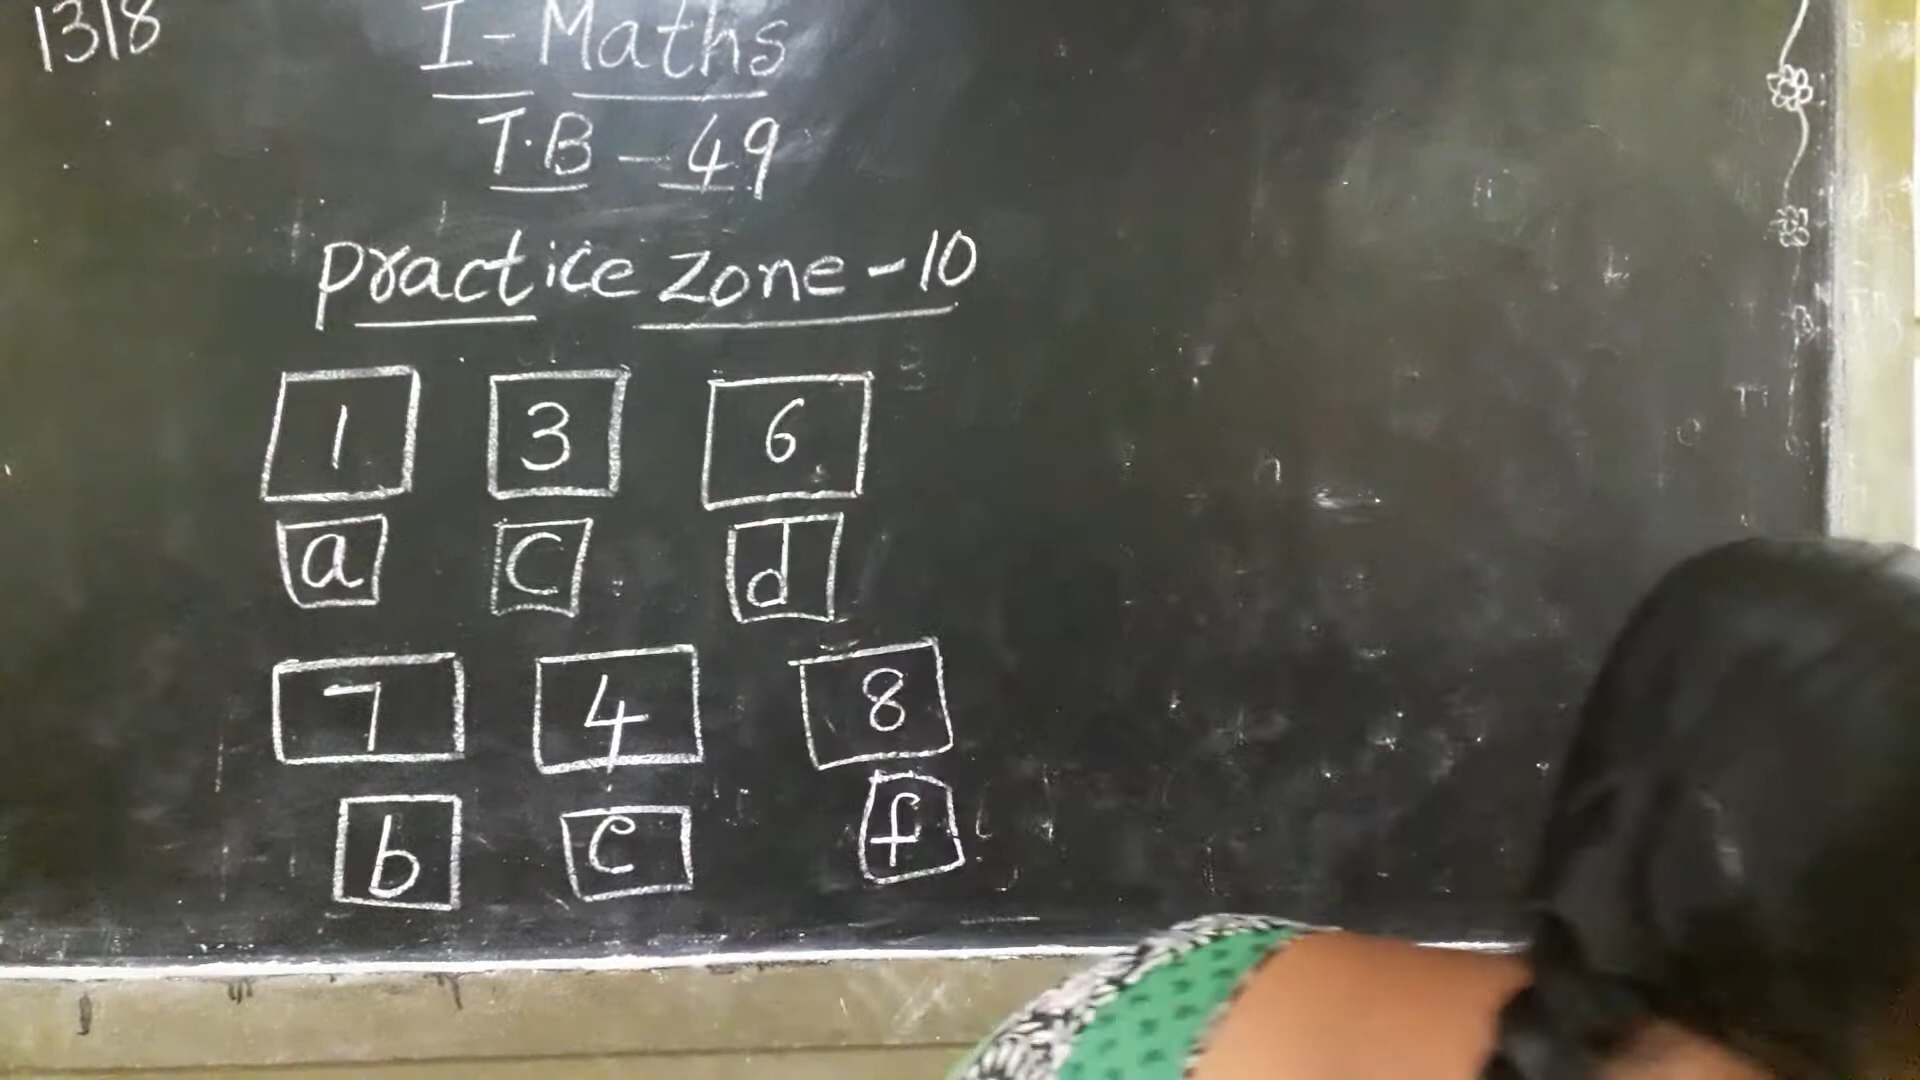 13/8
I - Maths
T.B - 49
practice zone - 10
1 3 6
a c d
7 4 8
b e f